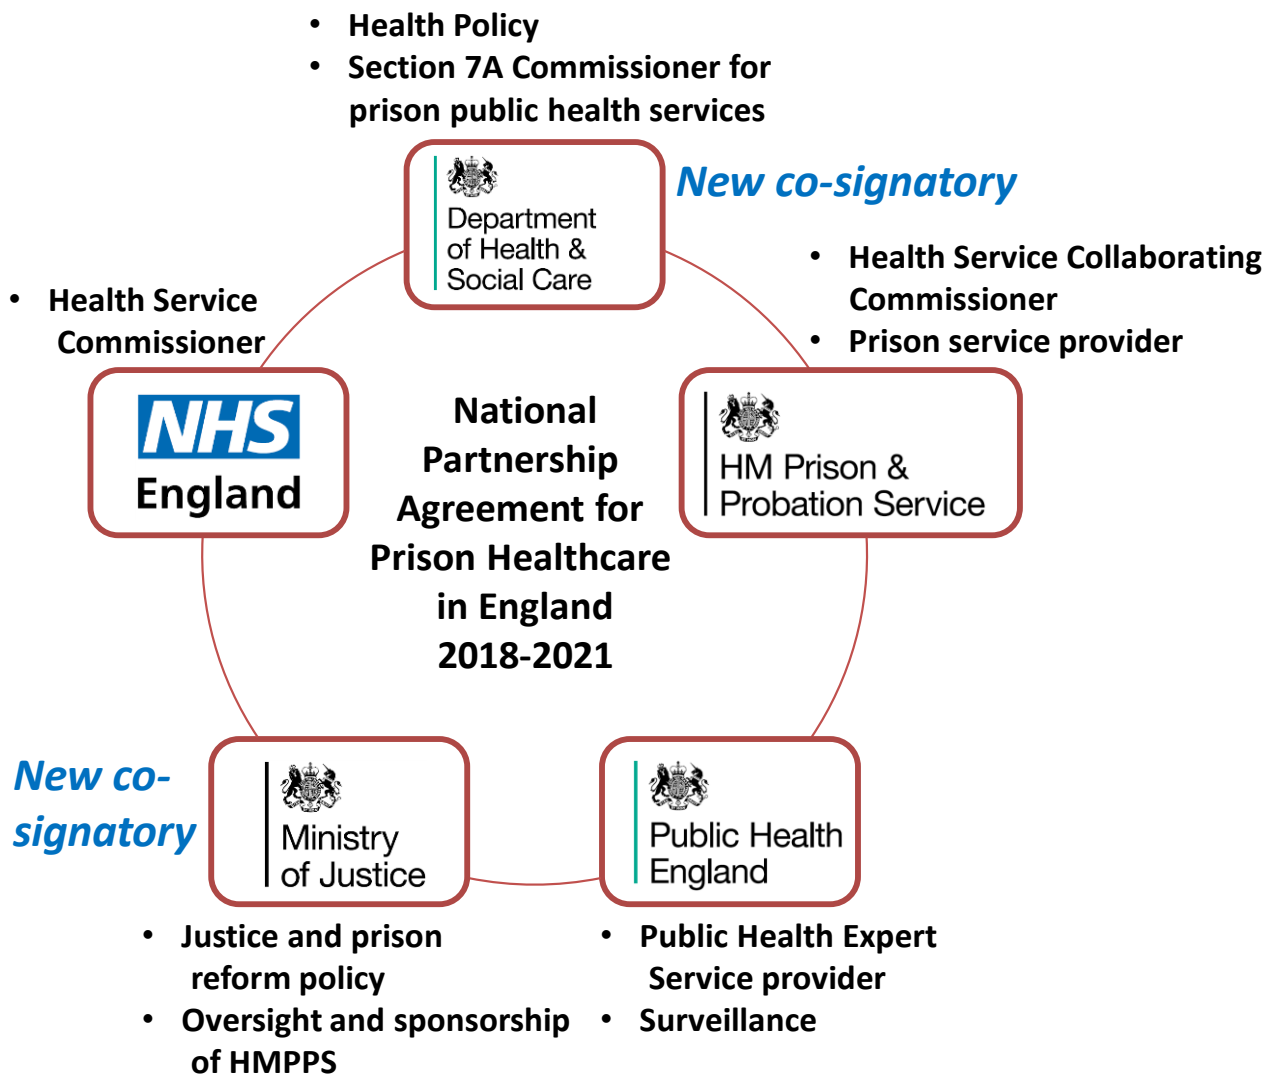 • Health Policy
• Section 7A Commissioner for
prison public health services
Department
of Health &
Social Care
New co-signatory
• Health Service Collaborating
Commissioner
• Prison service provider
HM Prison &
Probation Service
• Health Service
Commissioner
NHS
England
National
Partnership
Agreement for
Prison Healthcare
in England
2018-2021
New co-
signatory
Ministry
of Justice
• Justice and prison
reform policy
• Oversight and sponsorship
of HMPPS
Public Health
England
• Public Health Expert
Service provider
• Surveillance